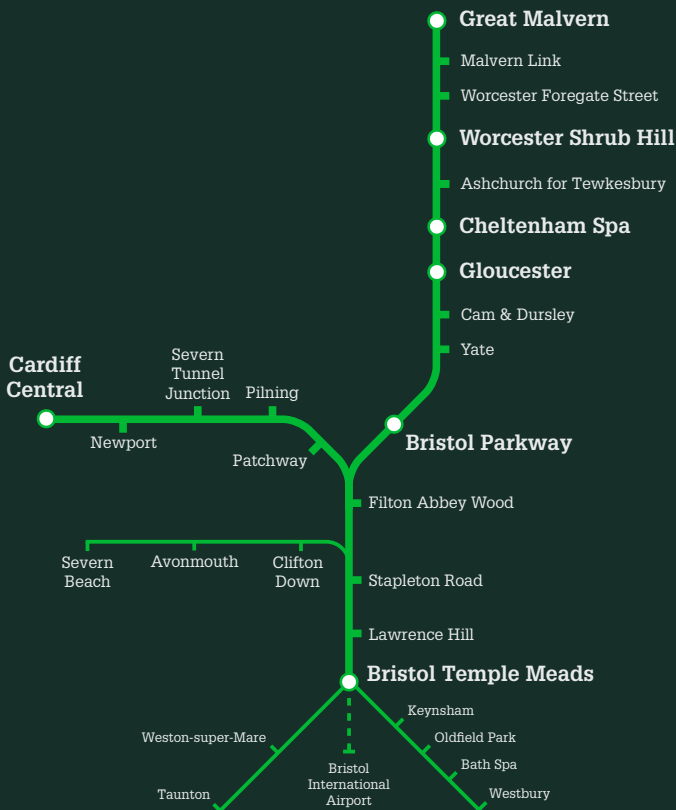 Great Malvern
Malvern Link
Worcester Foregate Street
Worcester Shrub Hill
Ashchurch for Tewkesbury
Cheltenham Spa
Gloucester
Cam & Dursley
Yate
Cardiff
Central
Severn
Tunnel
Junction
Pilning
Newport
Patchway
Bristol Parkway
Filton Abbey Wood
Severn
Beach
Avonmouth
Clifton
Down
Stapleton Road
Lawrence Hill
Bristol Temple Meads
Keynsham
Weston-super-Mare
Oldfield Park
Bristol
International
Airport
Bath Spa
Taunton
Westbury